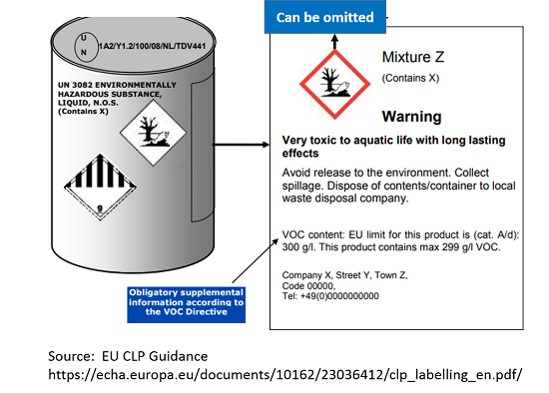 Can be omitted
U
N
1A2/Y1.2/100/08/NL/TDV441
UN 3082 ENVIRONMENTALLY
HAZARDOUS SUBSTANCE,
LIQUID, N.O.S.
(Contains X)
9
Mixture Z
(Contains X)
Warning
Very toxic to aquatic life with long lasting
effects
Avoid release to the environment. Collect
spillage. Dispose of contents/container to local
waste disposal company.
VOC content: EU limit for this product is (cat. A/d):
300 g/l. This product contains max 299 g/l VOC.
Company X, Street Y, Town Z,
Code 00000,
Tel: +49(0)0000000000
Obligatory supplemental
information according to
the VOC Directive
Source:  EU CLP Guidance
https://echa.europa.eu/documents/10162/23036412/clp_labelling_en.pdf/